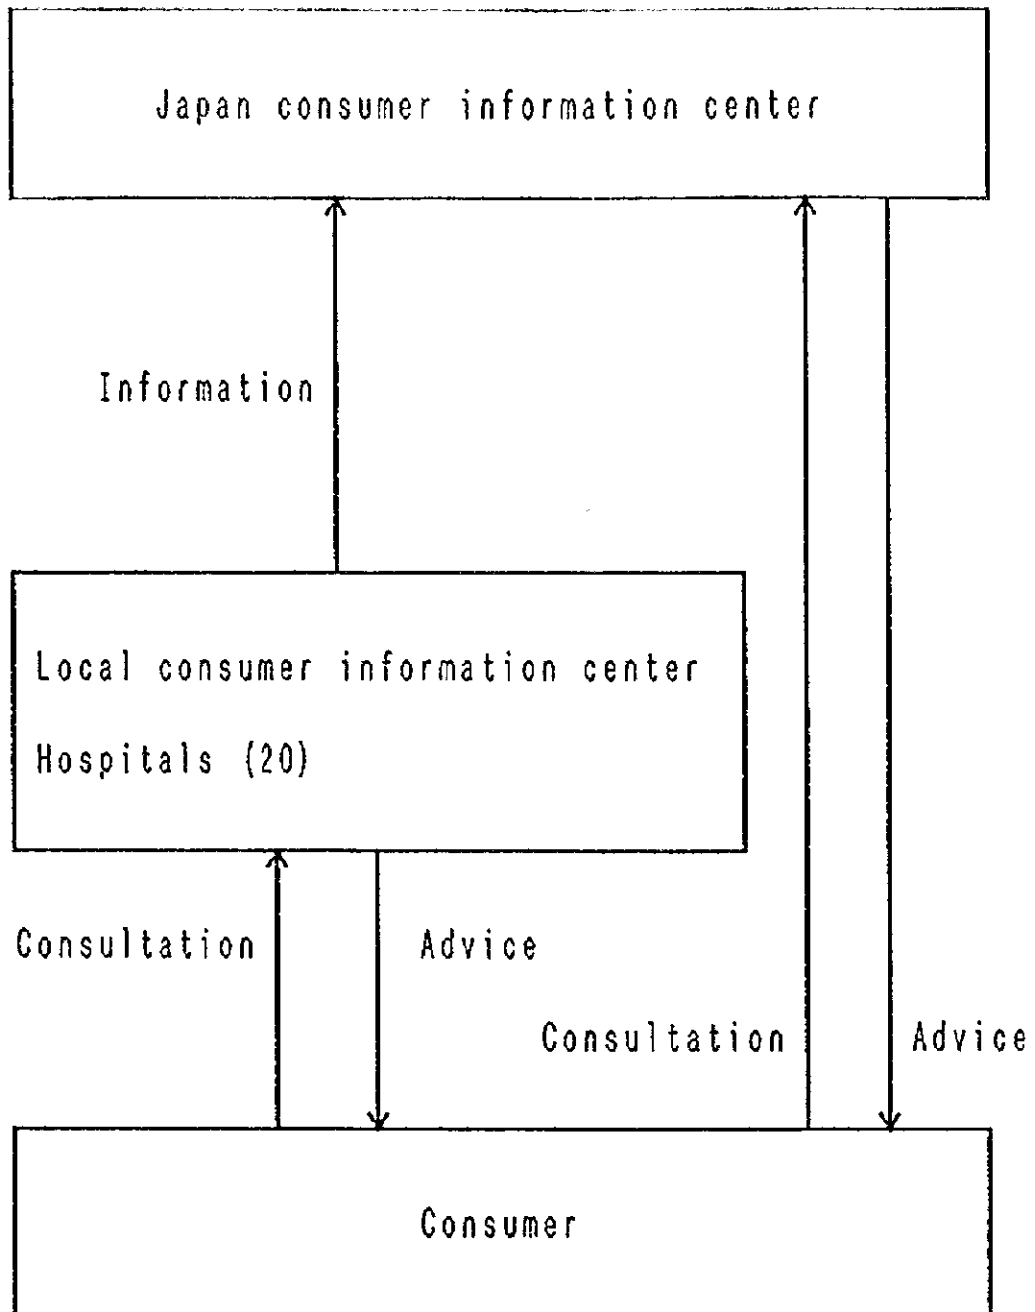 Japan consumer information center
Information
Local consumer information center
Hospitals (20)
Consultation
Advice
Consultation
Advice
Consumer